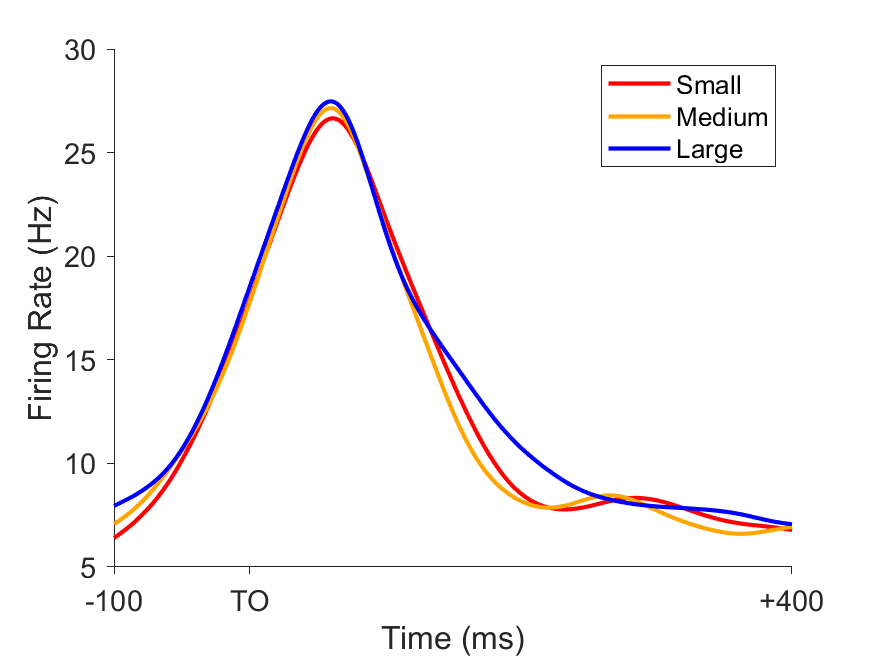 30
25
20
15
10
5
Firing Rate (Hz)
Small
Medium
Large
-100
TO
+400
Time (ms)